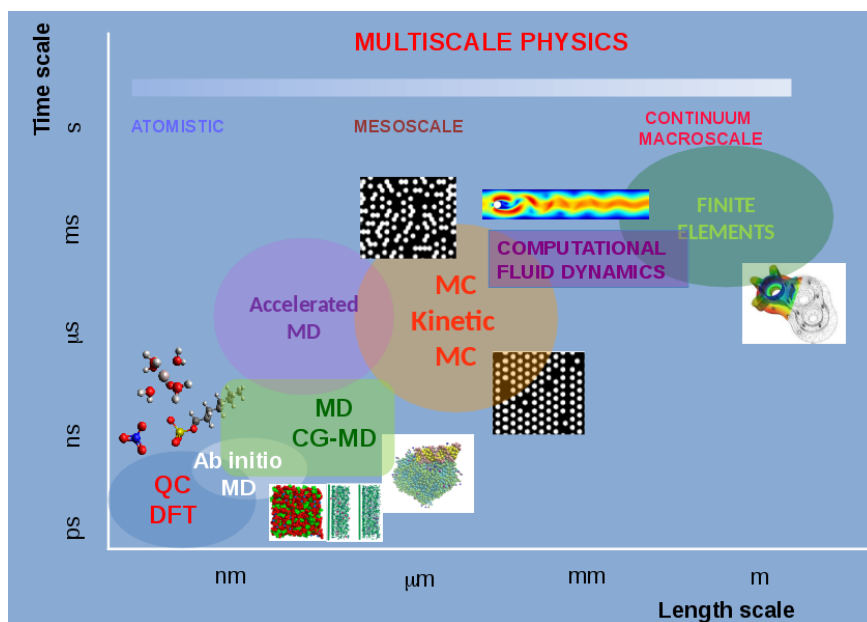 MULTISCALE PHYSICS
Time scale
ATOMISTIC
MESOSCALE
CONTINUUM
MACROSCALE
s
ms
μs
ns
ps
FINITE
ELEMENTS
COMPUTATIONAL
FLUID DYNAMICS
Accelerated
MD
MC
Kinetic
MC
MD
CG-MD
Ab initio
MD
QC
DFT
nm
μm
mm
m
Length scale